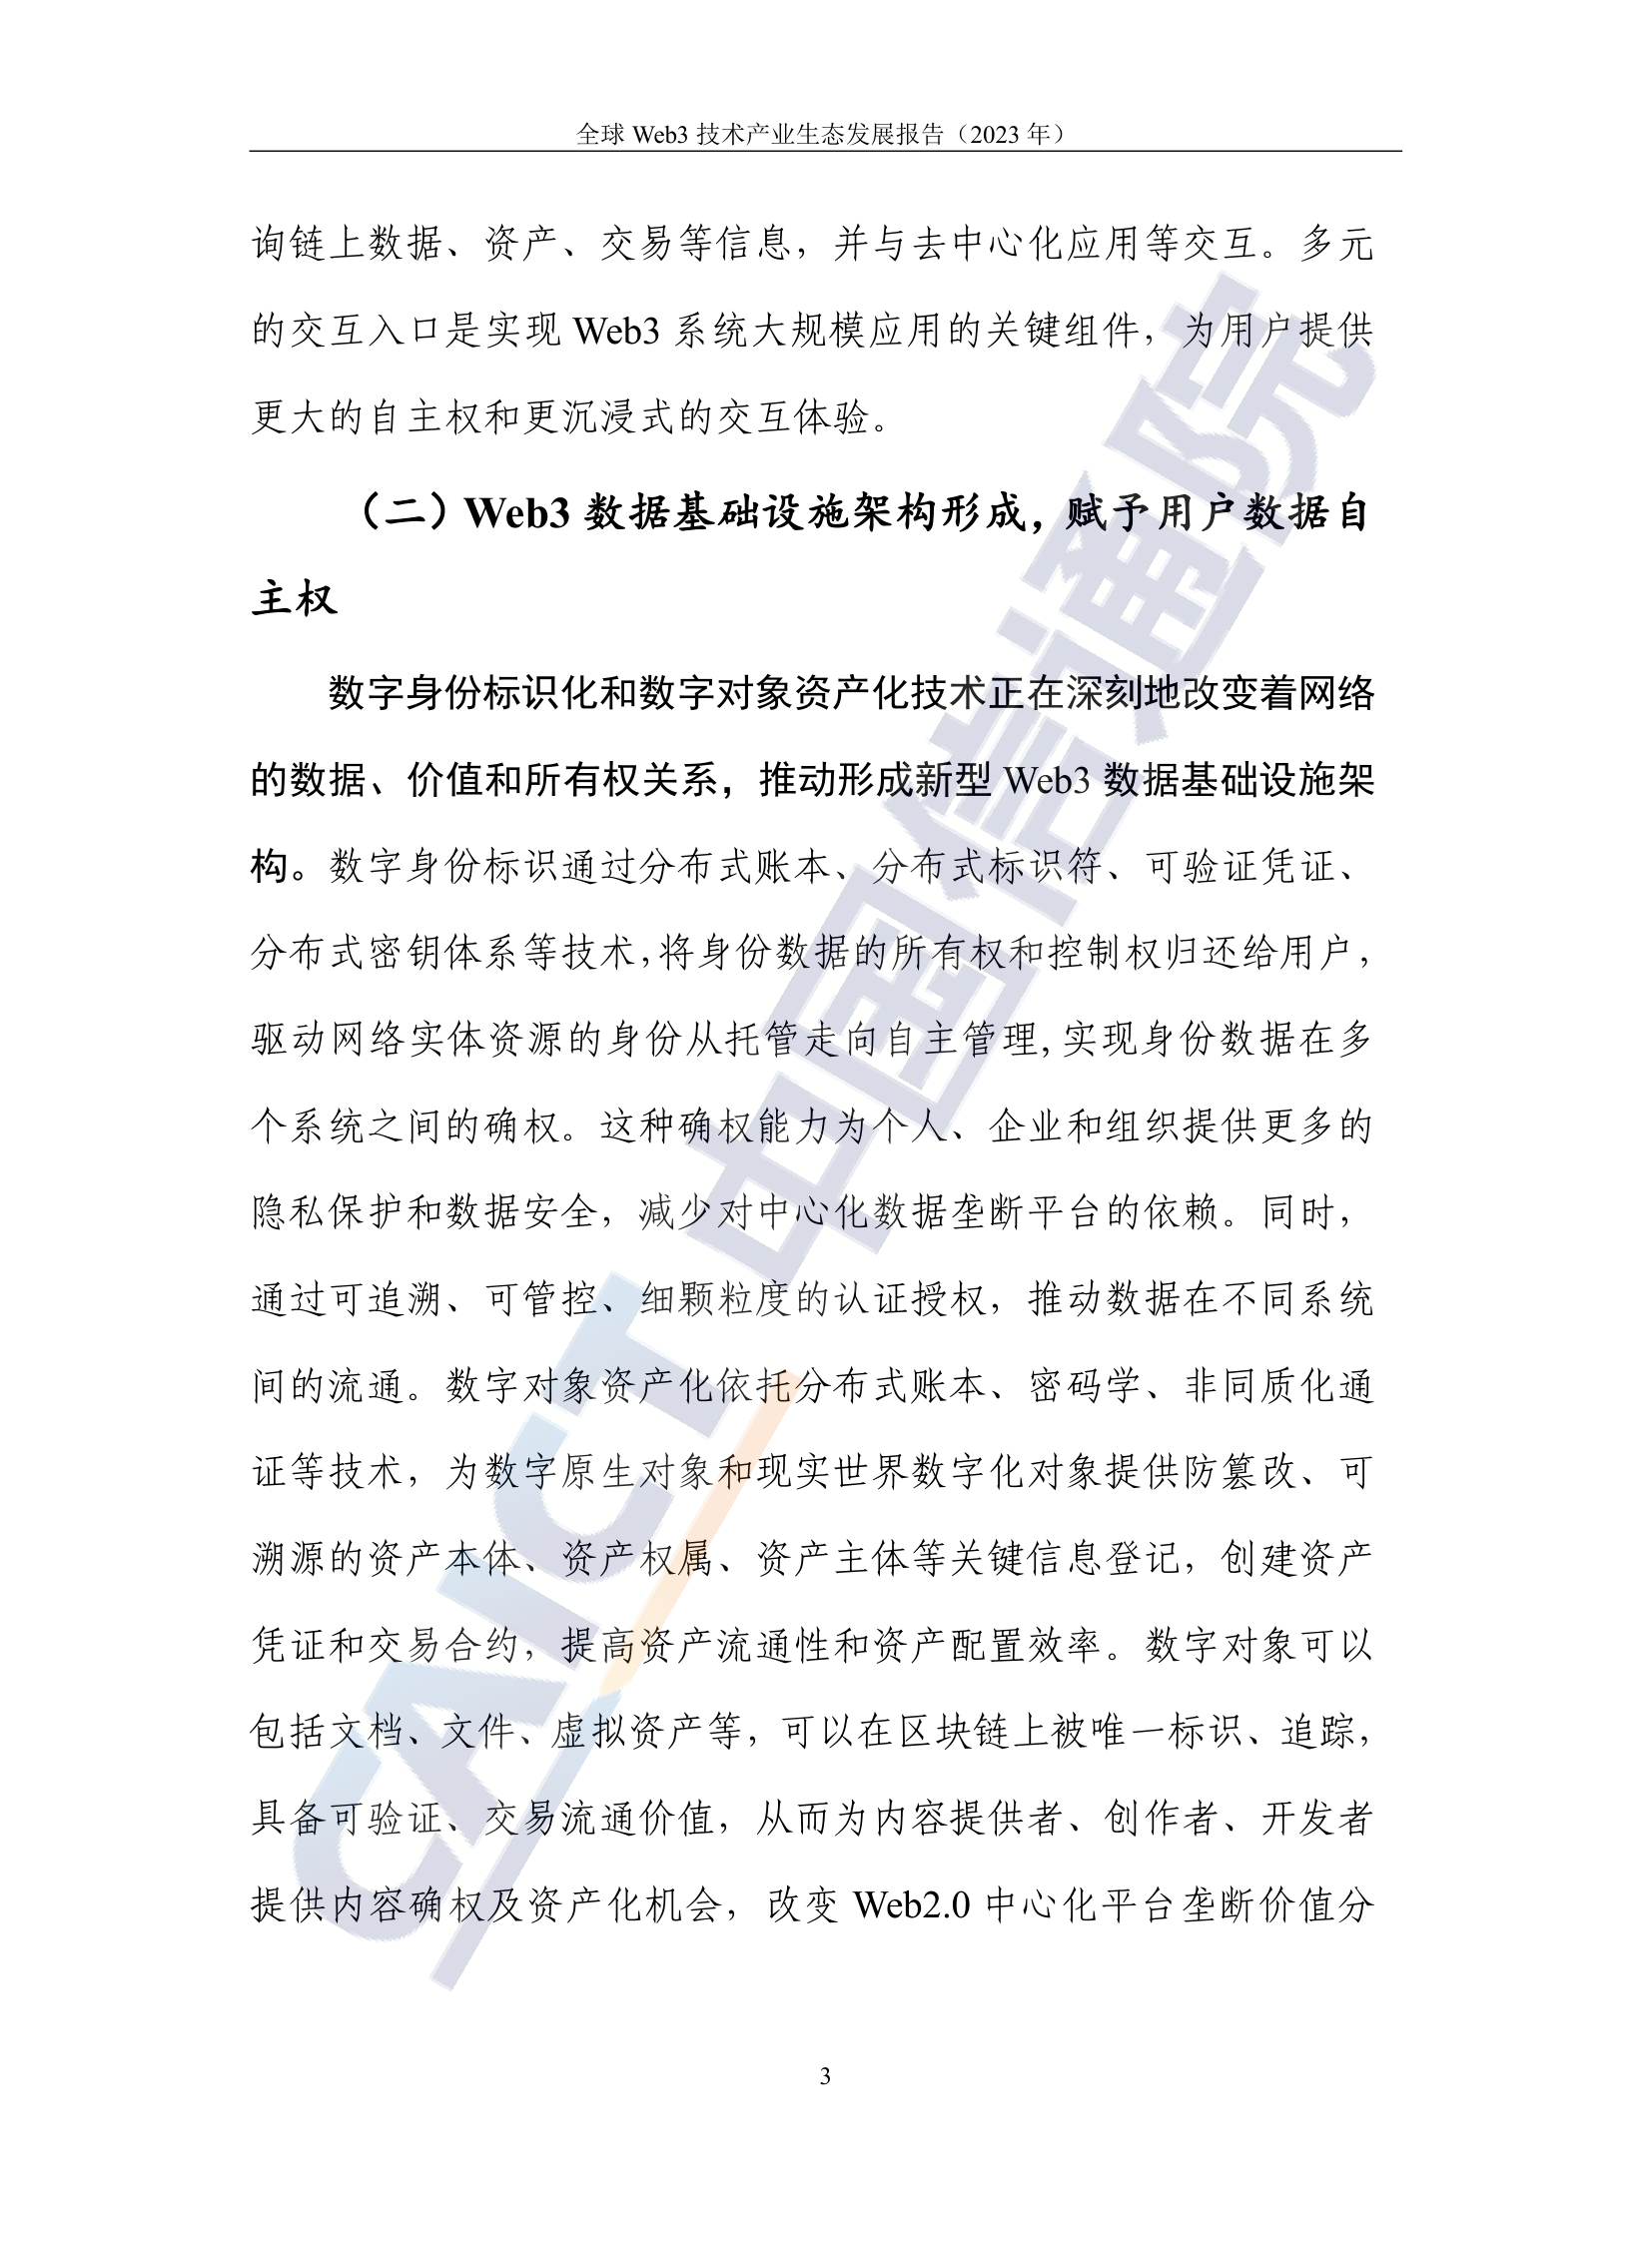 全球 Web3 技术产业生态发展报告（2023 年）
询链上数据、资产、交易等信息，并与去中心化应用等交互。多元
的交互入口是实现 Web3 系统大规模应用的关键组件，为用户提供
更大的自主权和更沉浸式的交互体验。
（二）Web3 数据基础设施架构形成，赋予用户数据自
主权
数字身份标识化和数字对象资产化技术正在深刻地改变着网络
的数据、价值和所有权关系，推动形成新型 Web3 数据基础设施架
构。数字身份标识通过分布式账本、分布式标识符、可验证凭证、
分布式密钥体系等技术，将身份数据的所有权和控制权归还给用户，
驱动网络实体资源的身份从托管走向自主管理，实现身份数据在多
个系统之间的确权。这种确权能力为个人、企业和组织提供更多的
隐私保护和数据安全，减少对中心化数据垄断平台的依赖。同时，
通过可追溯、可管控、细颗粒度的认证授权，推动数据在不同系统
间的流通。数字对象资产化依托分布式账本、密码学、非同质化通
证等技术，为数字原生对象和现实世界数字化对象提供防篡改、可
溯源的资产本体、资产权属、资产主体等关键信息登记，创建资产
凭证和交易合约，提高资产流通性和资产配置效率。数字对象可以
包括文档、文件、虚拟资产等，可以在区块链上被唯一标识、追踪，
具备可验证、交易流通价值，从而为内容提供者、创作者、开发者
提供内容确权及资产化机会，改变 Web2.0 中心化平台垄断价值分
3
CAICT 中国信通院